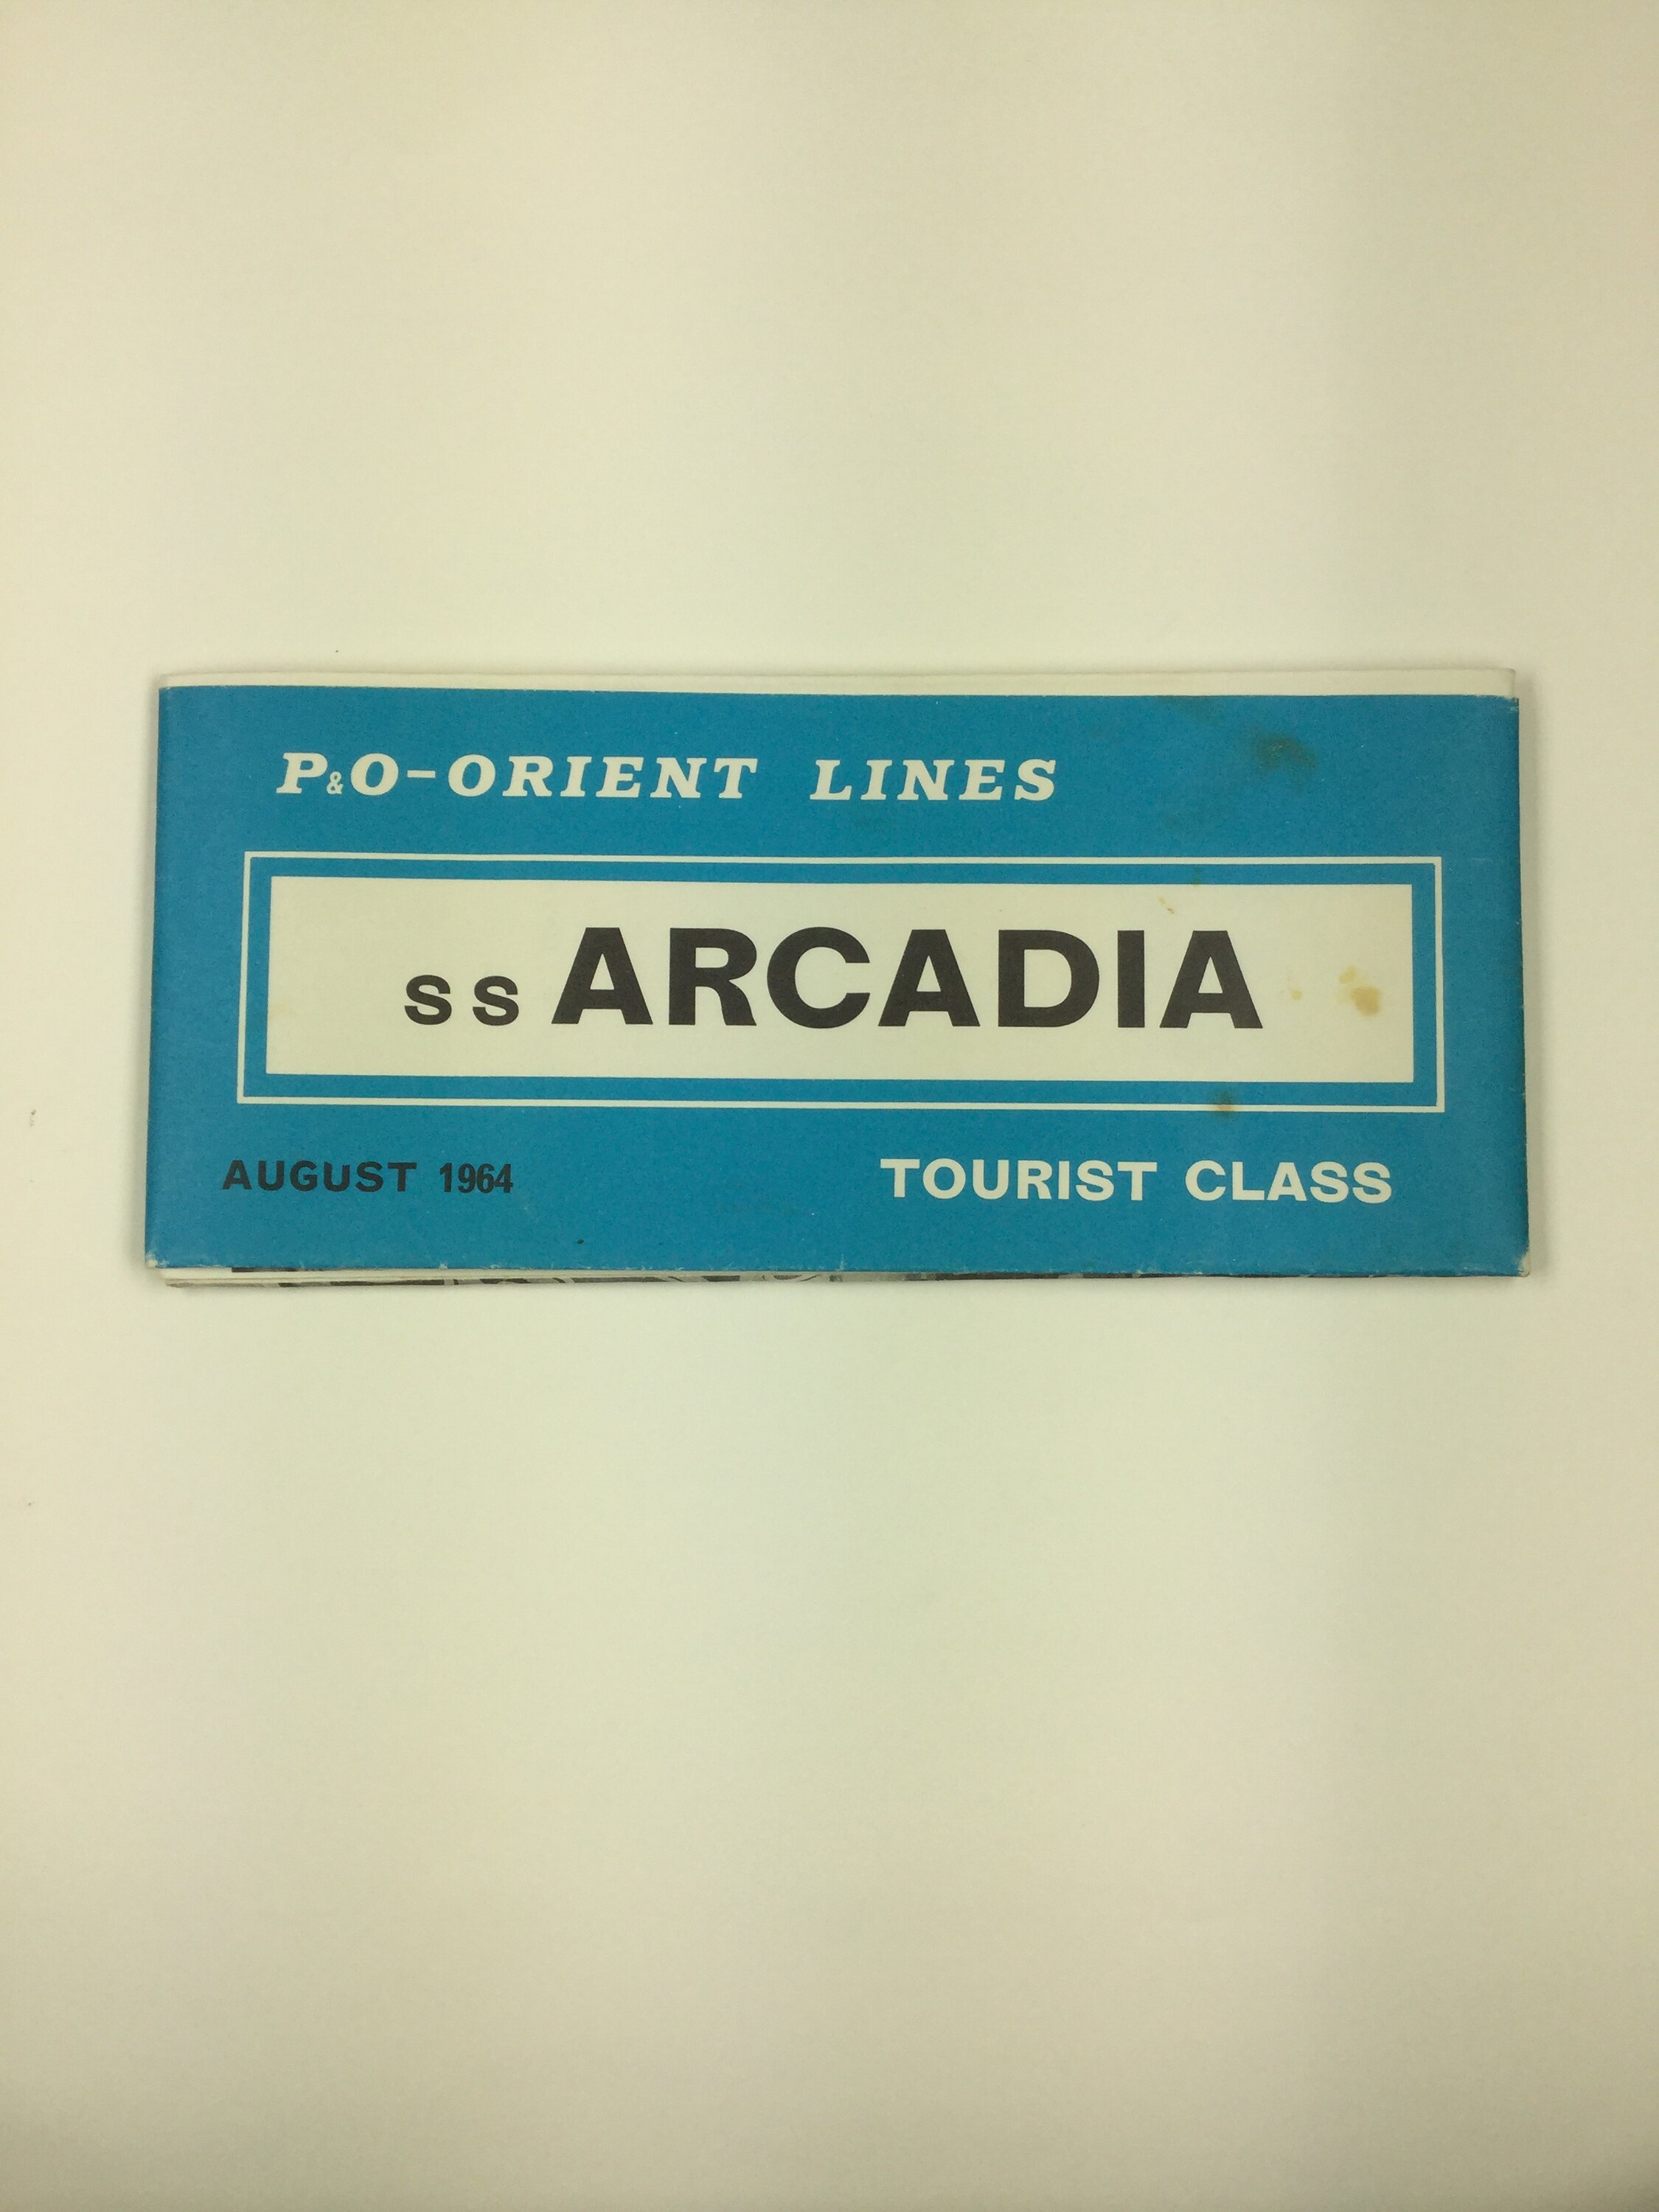 P&O-ORIENT LINES
ss ARCADIA
AUGUST 1964 TOURIST CLASS